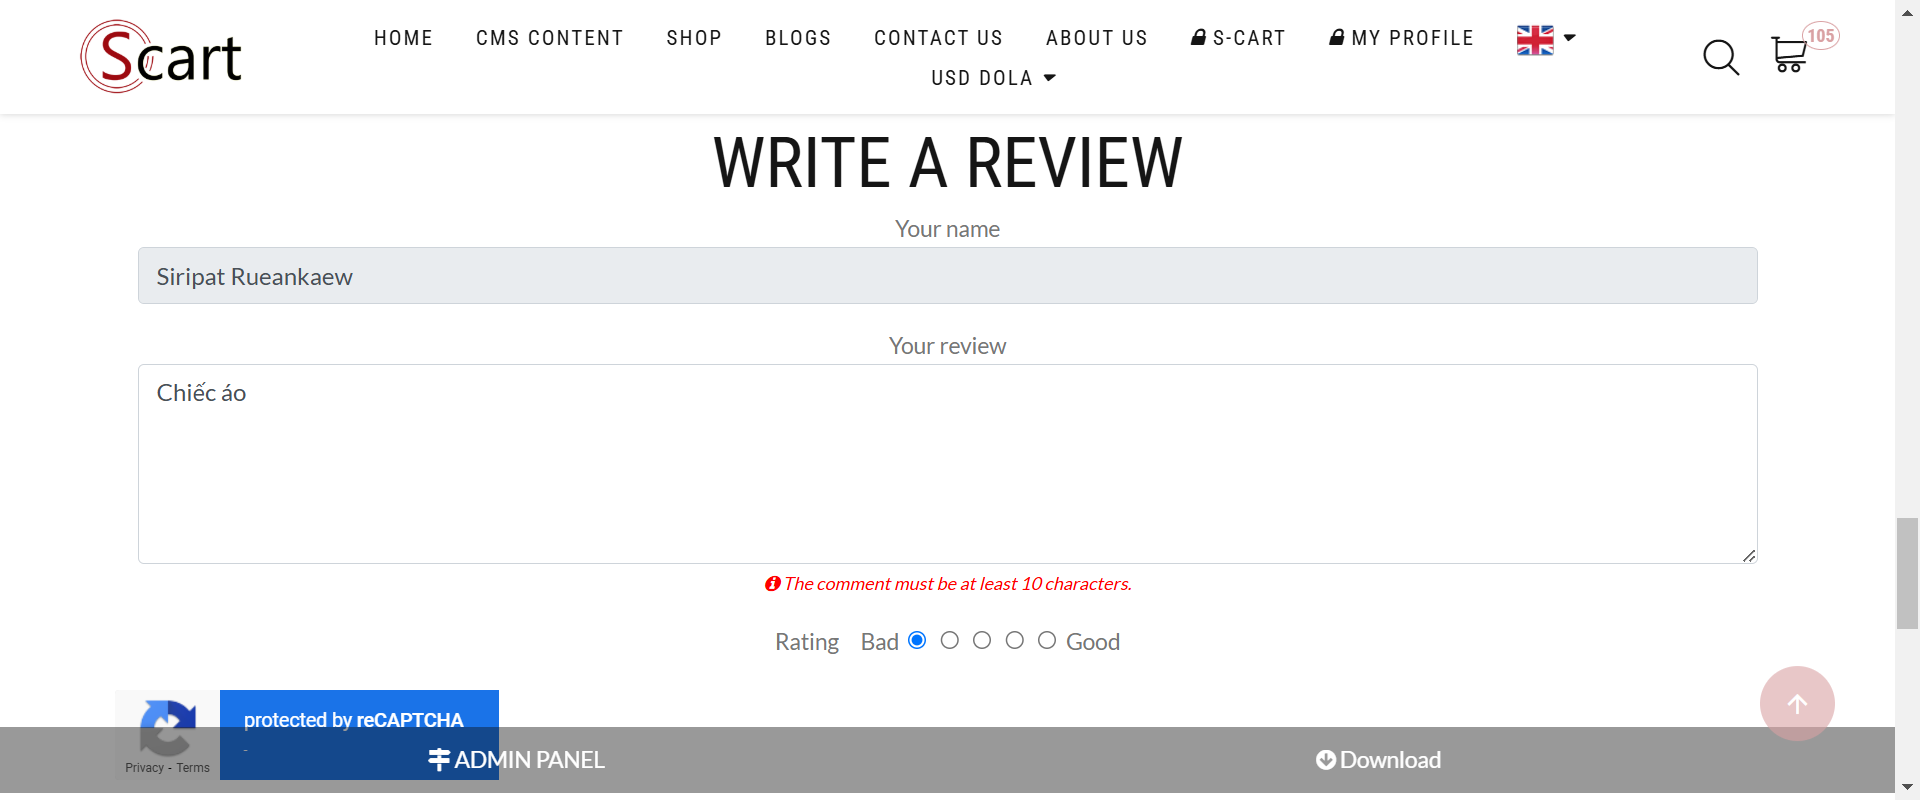 Scart
HOME CMS CONTENT SHOP BLOGS CONTACT US ABOUT US S-CART MY PROFILE
USD DOLA
105
WRITE A REVIEW
Your name
Siripat Rueankaew
Your review
Chiếc áo
The comment must be at least 10 characters.
Rating Bad Good
protected by reCAPTCHA
-
Privacy - Terms
ADMIN PANEL
Download